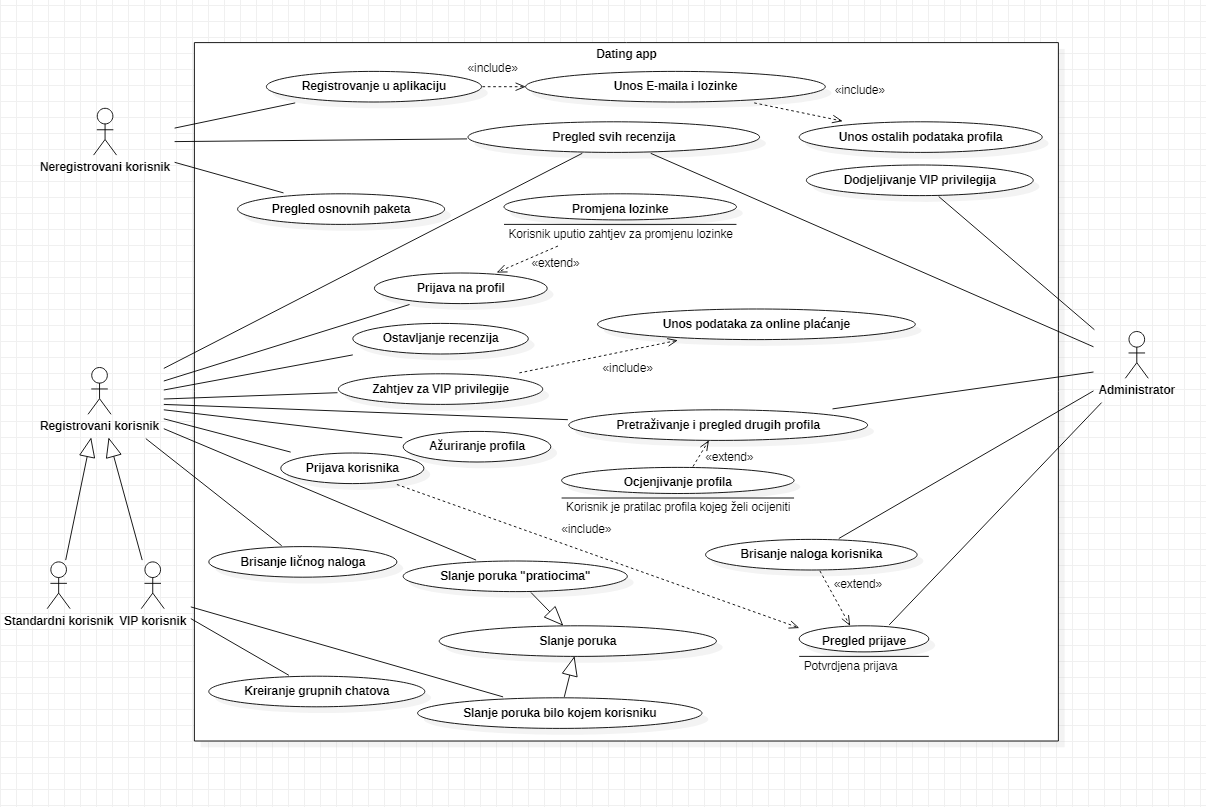 Dating app
«include»
Registrovanje u aplikaciju
Unos E-maila i lozinke
«include»
Pregled svih recenzija
Unos ostalih podataka profila
Neregistrovani korisnik
Dodjeljivanje VIP privilegija
Pregled osnovnih paketa
Promjena lozinke
Korisnik uputio zahtjev za promjenu lozinke
«extend»
Prijava na profil
Unos podataka za online plaćanje
Ostavljanje recenzija
«include»
Zahtjev za VIP privilegije
Administrator
Registrovani korisnik
Pretraživanje i pregled drugih profila
Ažuriranje profila
«extend»
Prijava korisnika
Ocjenjivanje profila
Korisnik je pratilac profila kojeg želi ocijeniti
«include»
Brisanje naloga korisnika
Brisanje ličnog naloga
Slanje poruka "pratiocima"
«extend»
Standardni korisnik
VIP korisnik
Slanje poruka
Pregled prijave
Potvrdjena prijava
Kreiranje grupnih chatova
Slanje poruka bilo kojem korisniku